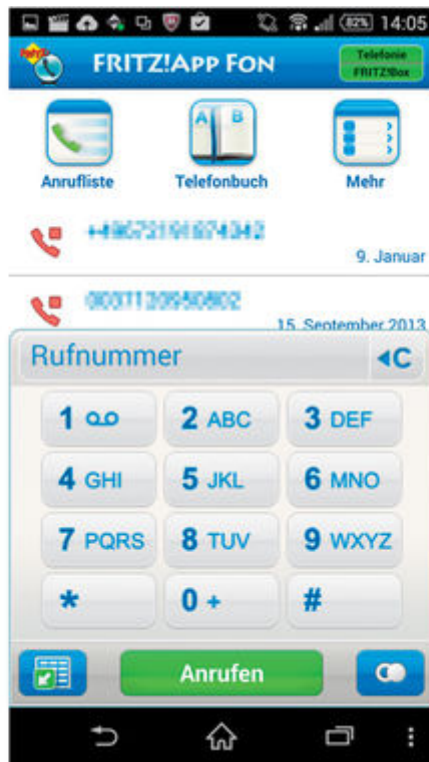 82% 14:05
FRITZ!APP FON
Telefonie
FRITZ!Box
A B
Anrufliste Telefonbuch Mehr
9. Januar
15. September 2013
Rufnummer C
1 2 ABC 3 DEF
4 GHI 5 JKL 6 MNO
7 PQRS 8 TUV 9 WXYZ
* 0 + #
Anrufen